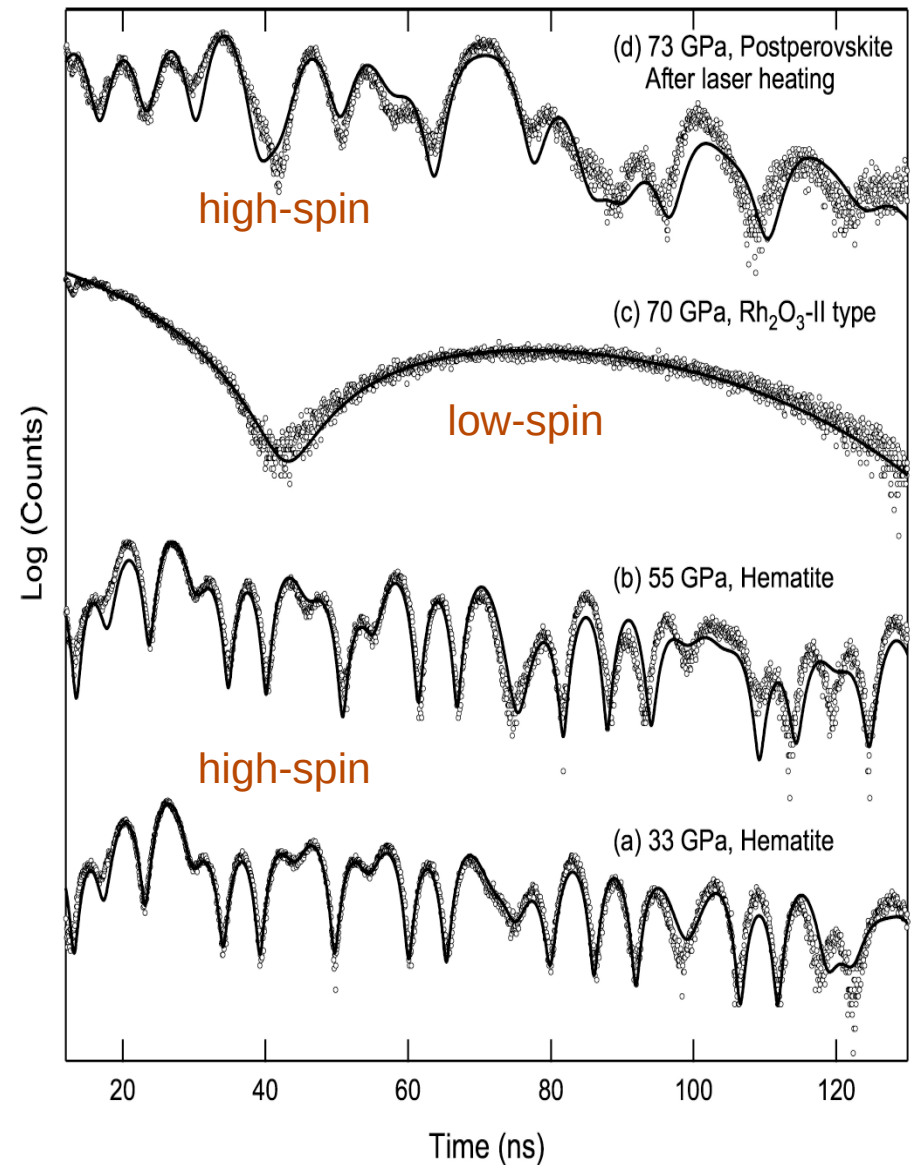 (d) 73 GPa, Postperovskite
After laser heating
high-spin
(c) 70 GPa, Rh₂O₃-II type
low-spin
(b) 55 GPa, Hematite
high-spin
(a) 33 GPa, Hematite
Log (Counts)
20 40 60 80 100 120
Time (ns)